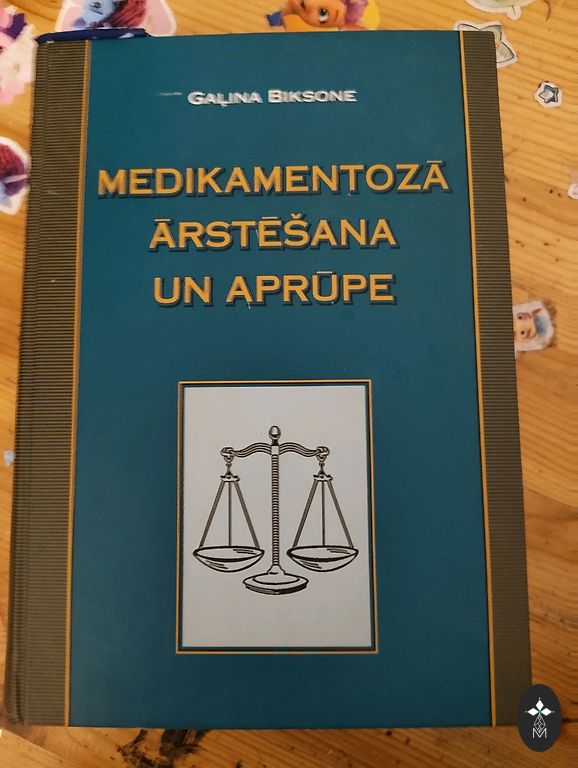 GAĻINA BIKSONE
MEDIKAMENTOZĀ
ĀRSTĒŠANA
UN APRŪPE
M